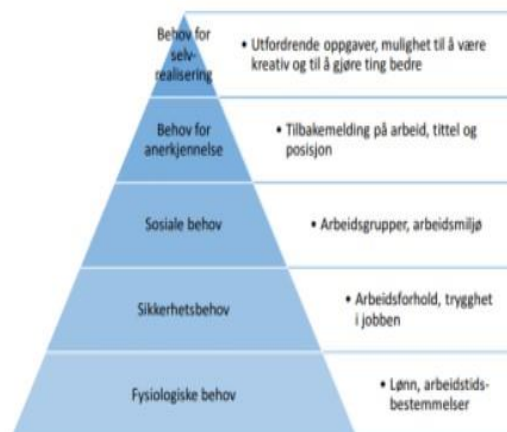 Behov for
selv-
realisering
• Utfordrende oppgaver, mulighet til å være
kreativ og til å gjøre ting bedre
Behov for
anerkjennelse
• Tilbakemelding på arbeid, tittel og
posisjon
Sosiale behov
• Arbeidsgrupper, arbeidsmiljø
Sikkerhetsbehov
• Arbeidsforhold, trygghet
i jobben
Fysiologiske behov
• Lønn, arbeidstids-
bestemmelser